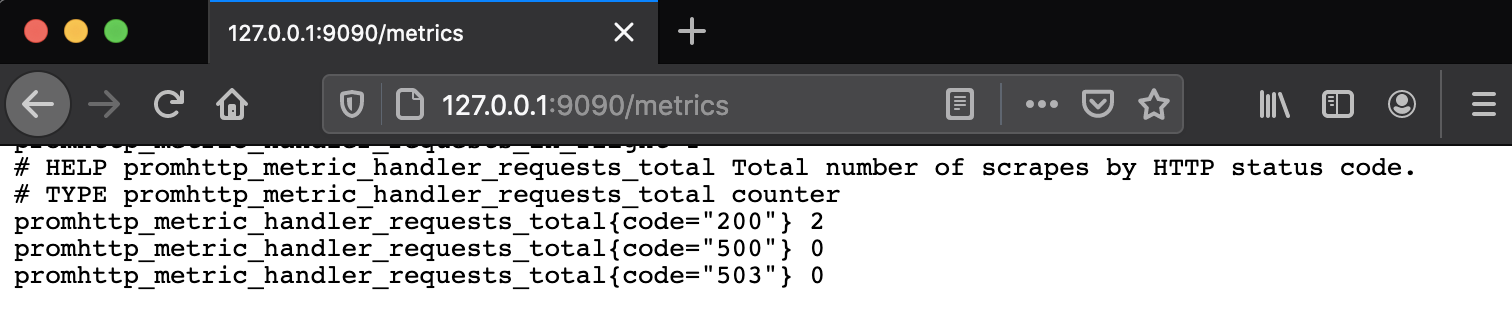 127.0.0.1:9090/metrics
127.0.0.1:9090/metrics
# HELP promhttp_metric_handler_requests_total Total number of scrapes by HTTP status code.
# TYPE promhttp_metric_handler_requests_total counter
promhttp_metric_handler_requests_total{code="200"} 2
promhttp_metric_handler_requests_total{code="500"} 0
promhttp_metric_handler_requests_total{code="503"} 0